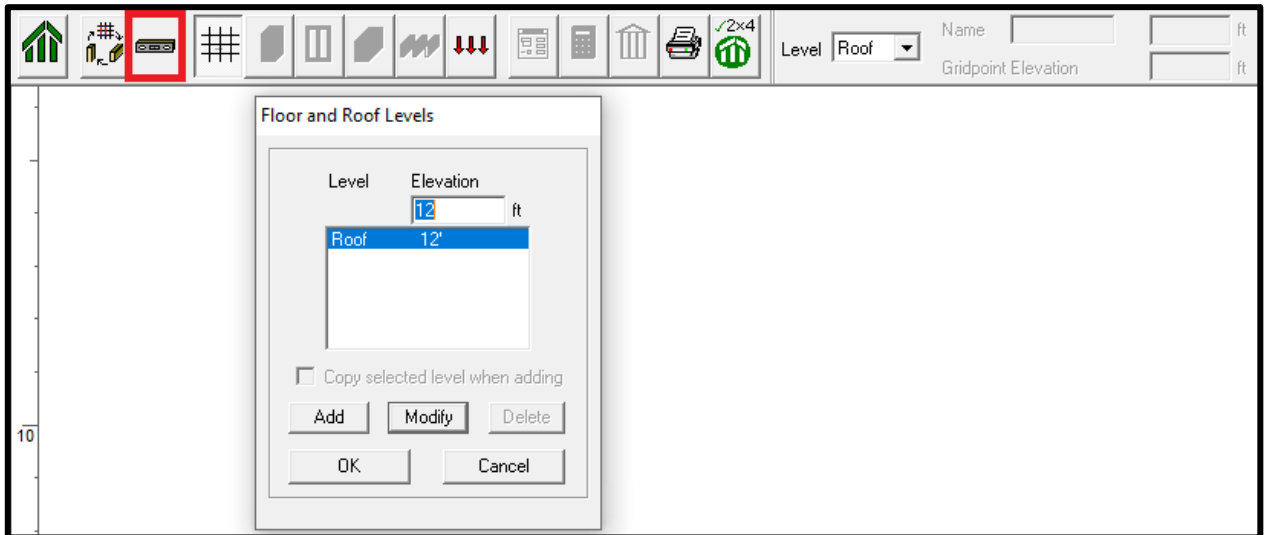 ✓2×4
Level Roof
Name ft
Gridpoint Elevation ft
Floor and Roof Levels
Level Elevation
12 ft
Roof 12'
Copy selected level when adding
Add Modify Delete
10
OK Cancel